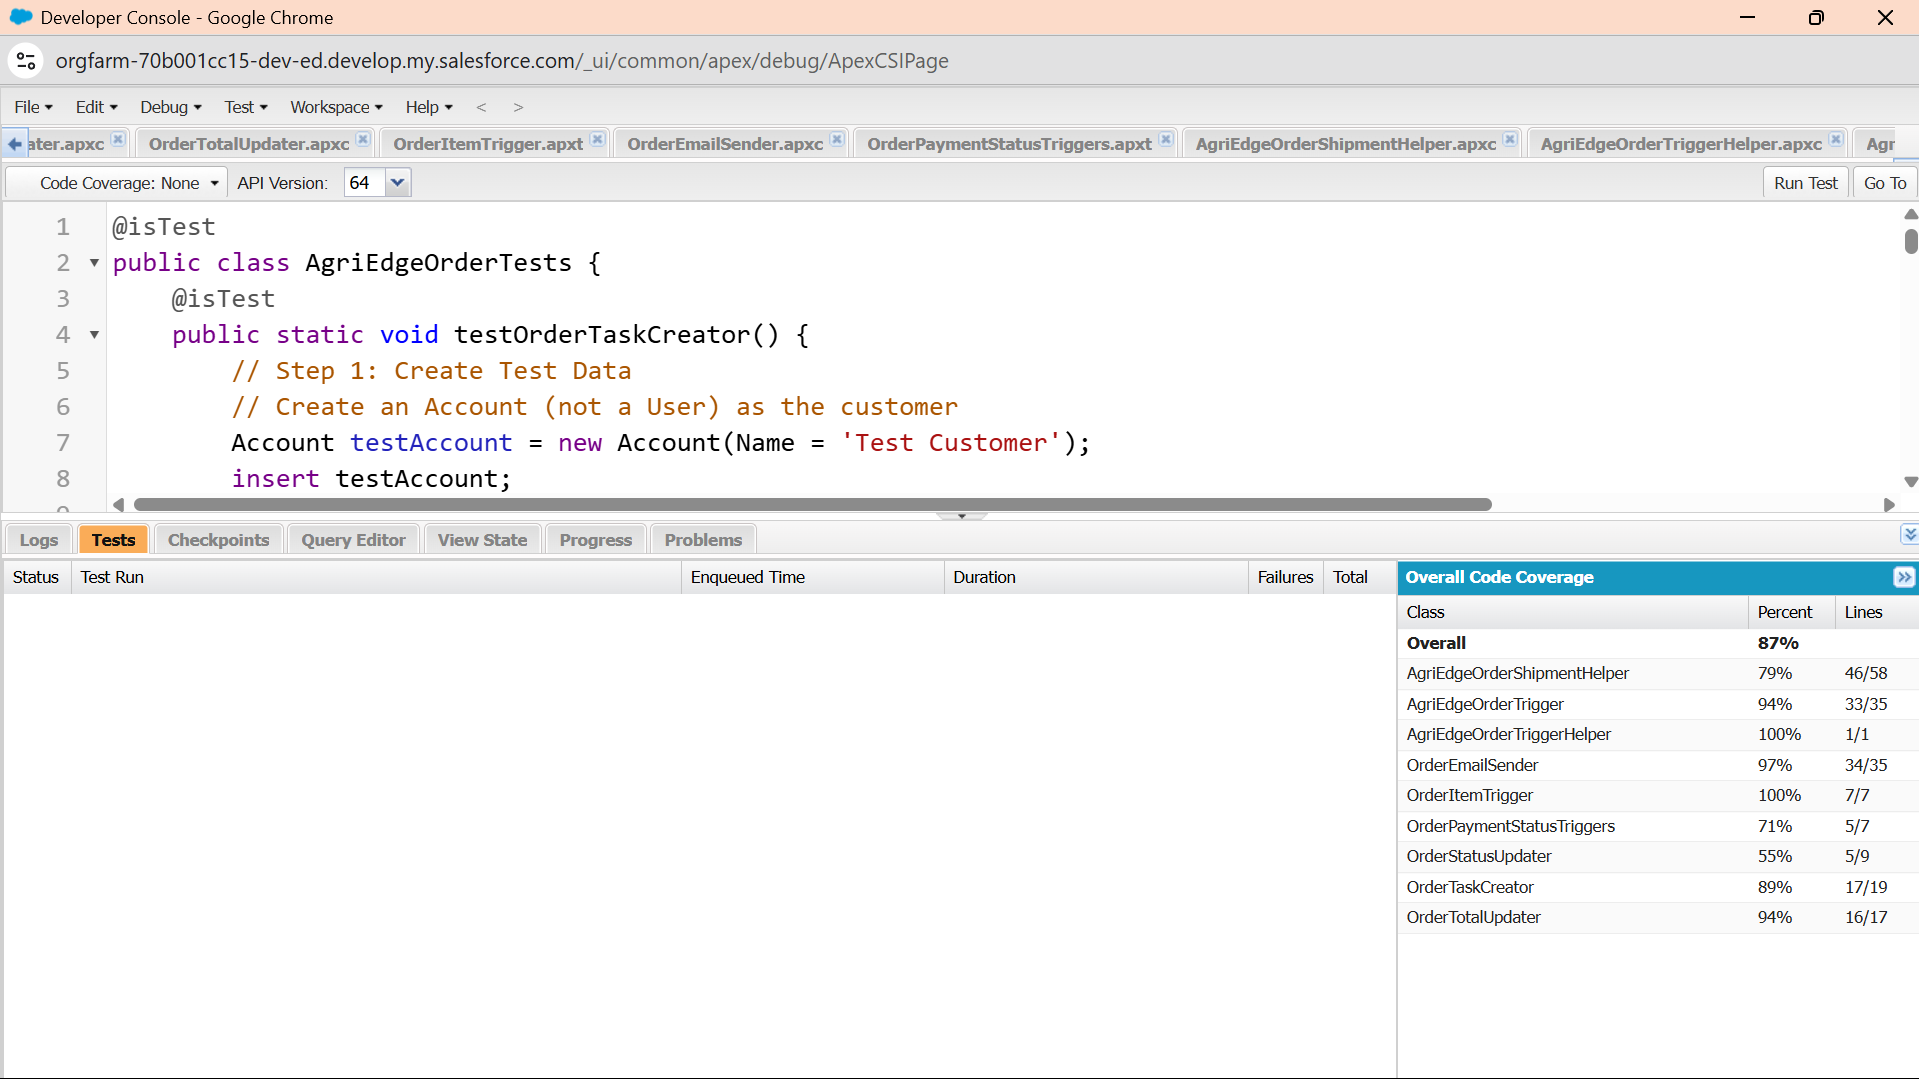 Developer Console - Google Chrome
orgfarm-70b001cc15-dev-ed.develop.my.salesforce.com/_ui/common/apex/debug/ApexCSIPage
File Edit Debug Test Workspace Help < >
ater.apxc OrderTotalUpdater.apxc OrderItemTrigger.apxt OrderEmailSender.apxc OrderPaymentStatusTriggers.apxt AgriEdgeOrderShipmentHelper.apxc AgriEdgeOrderTriggerHelper.apxc Agr
Code Coverage: None API Version: 64 Run Test Go To
1 @isTest
2 public class AgriEdgeOrderTests {
3 @isTest
4 public static void testOrderTaskCreator() {
5 // Step 1: Create Test Data
6 // Create an Account (not a User) as the customer
7 Account testAccount = new Account(Name = 'Test Customer');
8 insert testAccount;
Logs Tests Checkpoints Query Editor View State Progress Problems
Status Test Run Enqueued Time Duration Failures Total
Overall Code Coverage
Class Percent Lines
Overall 87%
AgriEdgeOrderShipmentHelper 79% 46/58
AgriEdgeOrderTrigger 94% 33/35
AgriEdgeOrderTriggerHelper 100% 1/1
OrderEmailSender 97% 34/35
OrderItemTrigger 100% 7/7
OrderPaymentStatusTriggers 71% 5/7
OrderStatusUpdater 55% 5/9
OrderTaskCreator 89% 17/19
OrderTotalUpdater 94% 16/17